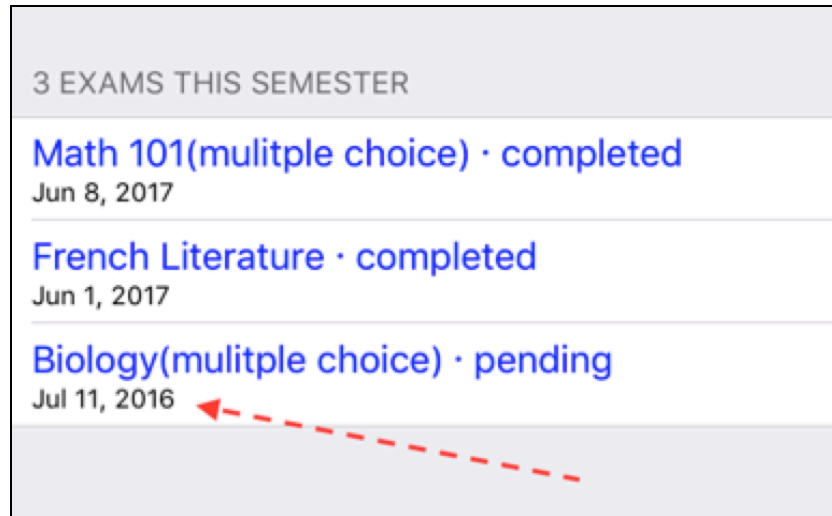 3 EXAMS THIS SEMESTER
Math 101(mulitple choice) · completed
Jun 8, 2017
French Literature · completed
Jun 1, 2017
Biology(mulitple choice) · pending
Jul 11, 2016